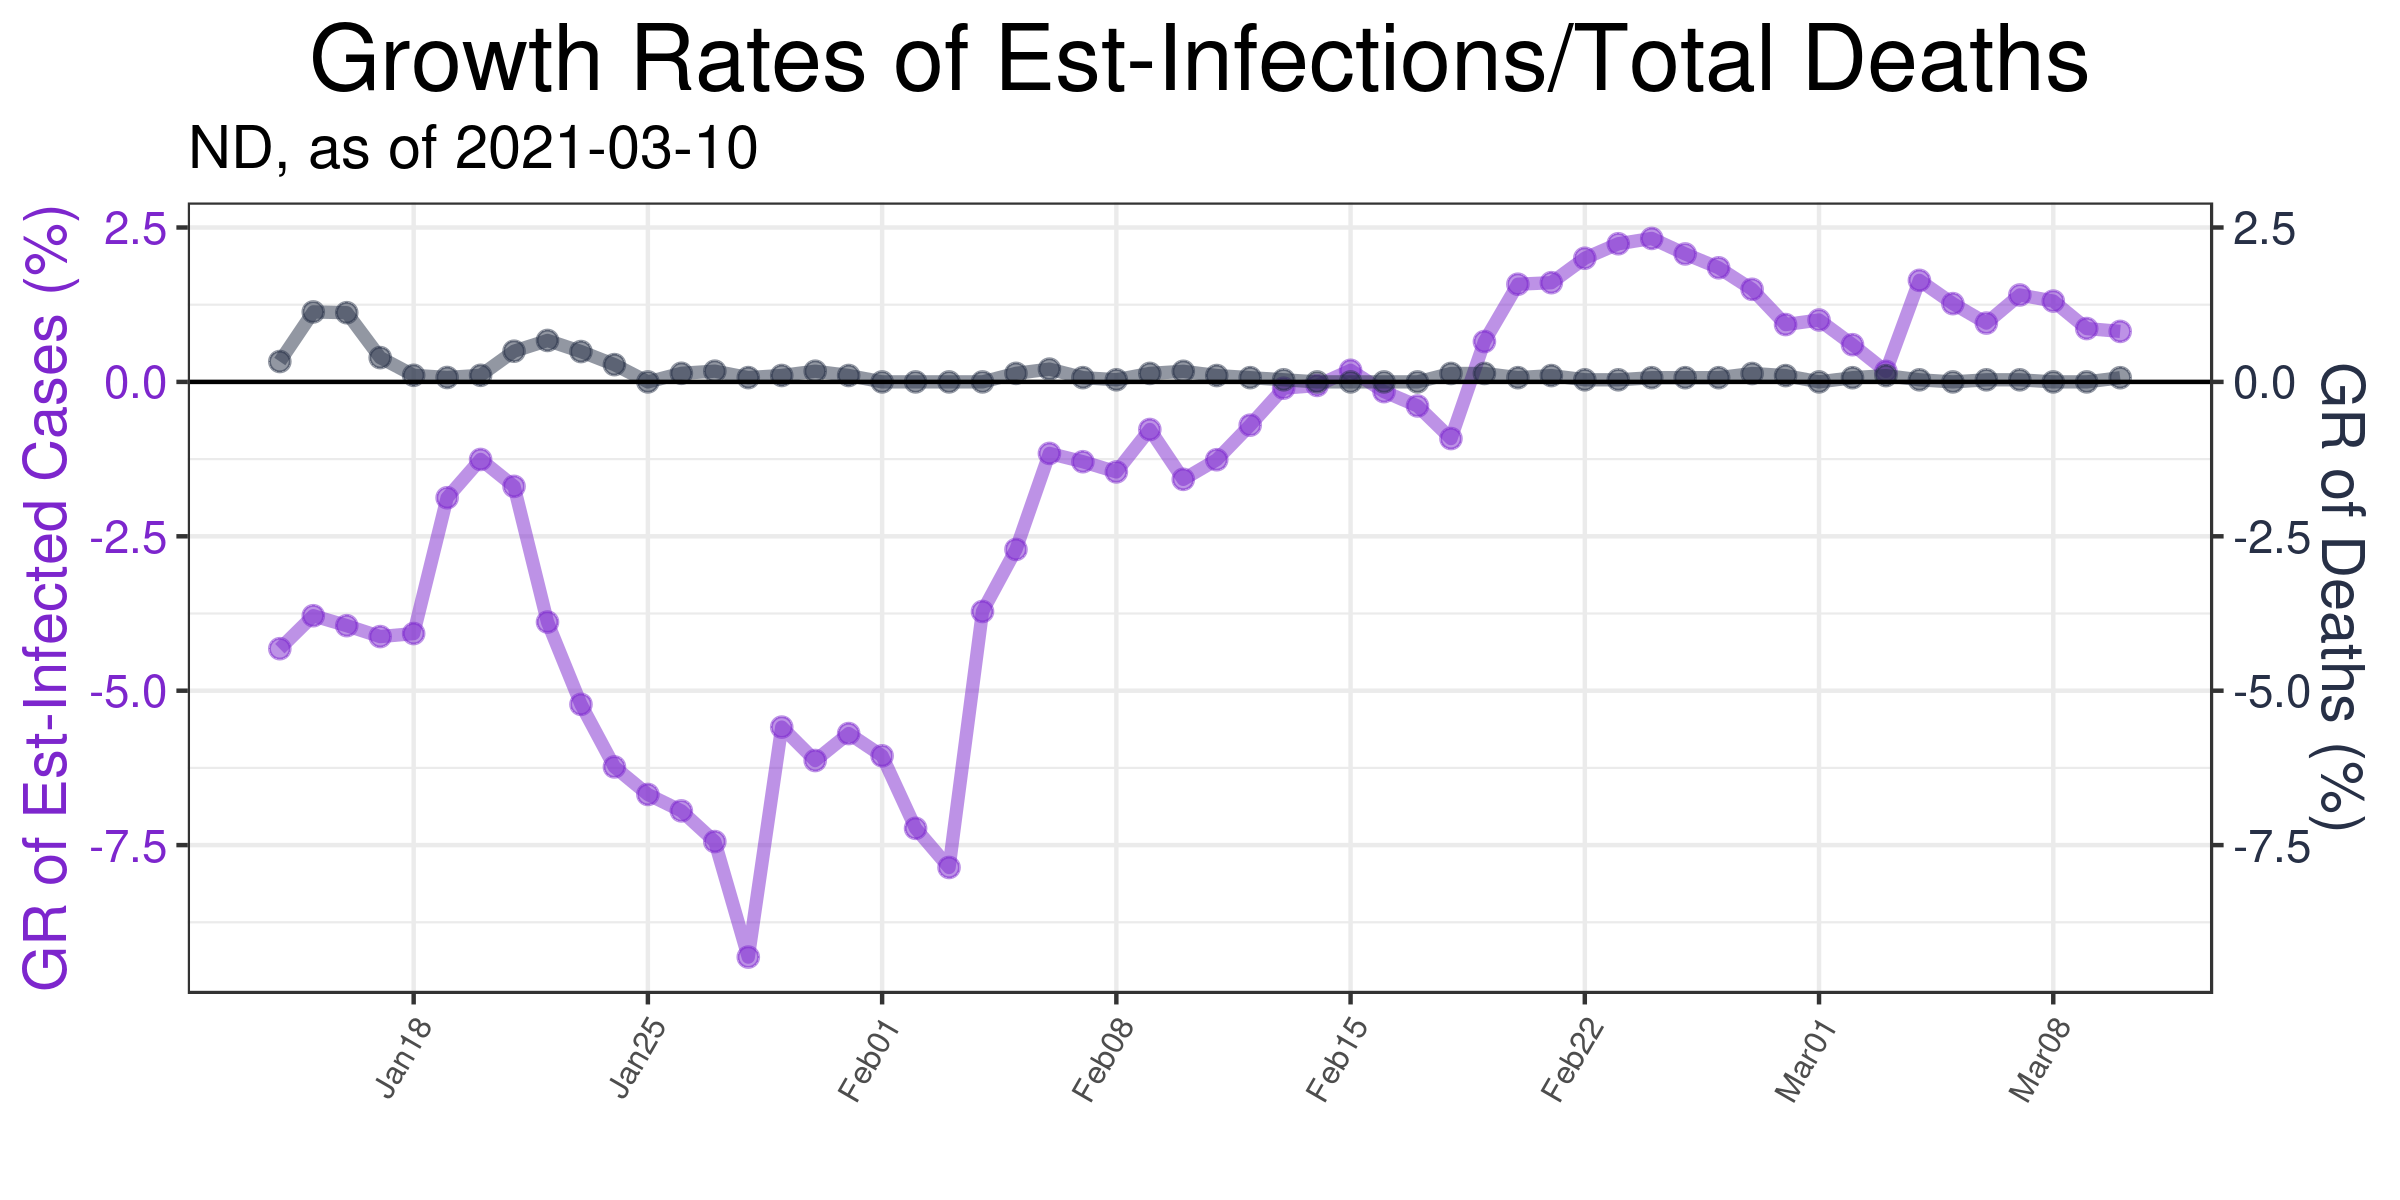 Growth Rates of Est-Infections/Total Deaths
ND, as of 2021-03-10
GR of Est-Infected Cases (%)
2.5
0.0
-2.5
-5.0
-7.5
2.5
0.0
-2.5
-5.0
-7.5
GR of Deaths (%)
Jan18
Jan25
Feb01
Feb08
Feb15
Feb22
Mar01
Mar08